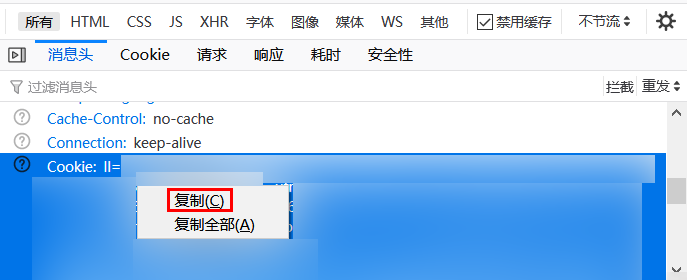 所有 HTML CSS JS XHR 字体 图像 媒体 WS 其他 禁用缓存 不节流
消息头 Cookie 请求 响应 耗时 安全性
过滤消息头 拦截 重发
Cache-Control: no-cache
Connection: keep-alive
Cookie: ll=
复制(C)
复制全部(A)